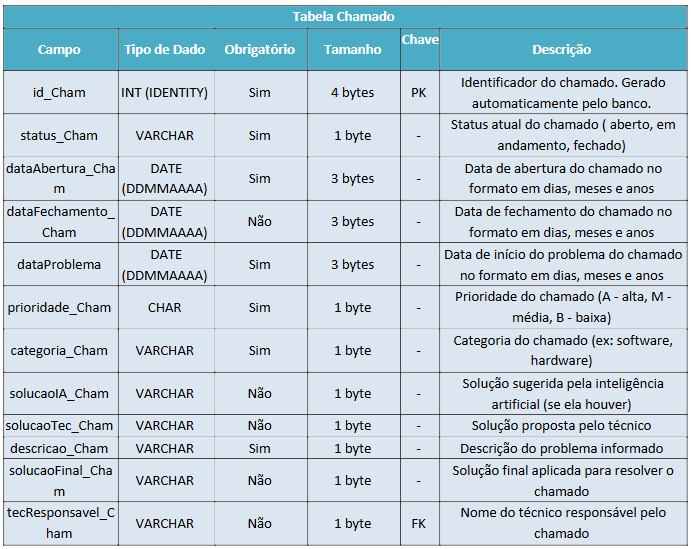 Tabela Chamado
Campo Tipo de Dado Obrigatório Tamanho Chave Descrição
id_Cham INT (IDENTITY) Sim 4 bytes PK Identificador do chamado. Gerado
automaticamente pelo banco.
status_Cham VARCHAR Sim 1 byte - Status atual do chamado ( aberto, em
andamento, fechado)
dataAbertura_Cha
m DATE
(DDMMAAAA) Sim 3 bytes - Data de abertura do chamado no
formato em dias, meses e anos
dataFechamento_
Cham DATE
(DDMMAAAA) Não 3 bytes - Data de fechamento do chamado no
formato em dias, meses e anos
dataProblema DATE
(DDMMAAAA) Sim 3 bytes - Data de início do problema do chamado
no formato em dias, meses e anos
prioridade_Cham CHAR Sim 1 byte - Prioridade do chamado (A - alta, M -
média, B - baixa)
categoria_Cham VARCHAR Sim 1 byte - Categoria do chamado (ex: software,
hardware)
solucaoIA_Cham VARCHAR Não 1 byte - Solução sugerida pela inteligência
artificial (se ela houver)
solucaoTec_Cham VARCHAR Não 1 byte - Solução proposta pelo técnico
descricao_Cham VARCHAR Sim 1 byte - Descrição do problema informado
solucaoFinal_Cha
m VARCHAR Não 1 byte - Solução final aplicada para resolver o
chamado
tecResponsavel_C
ham VARCHAR Não 1 byte FK Nome do técnico responsável pelo
chamado